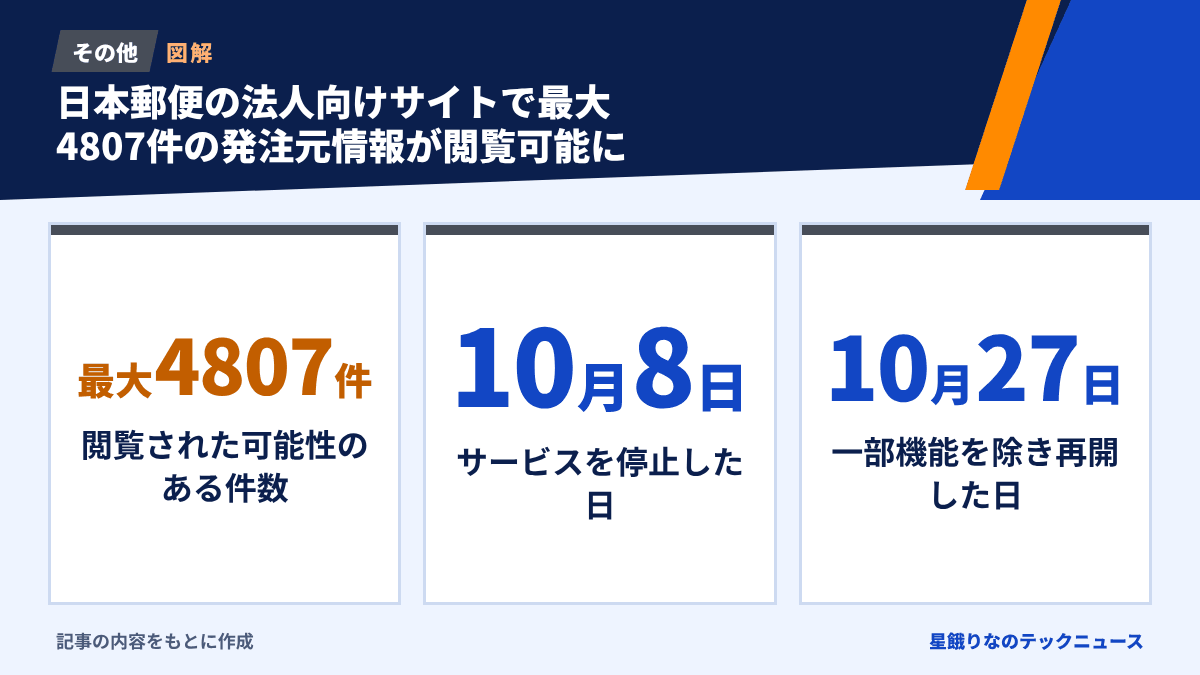 その他 図解
日本郵便の法人向けサイトで最大
4807件の発注元情報が閲覧可能に
最大4807件
閲覧された可能性の
ある件数
10月8日
サービスを停止した
日
10月27日
一部機能を除き再開
した日
記事の内容をもとに作成
星餓りなのテックニュース